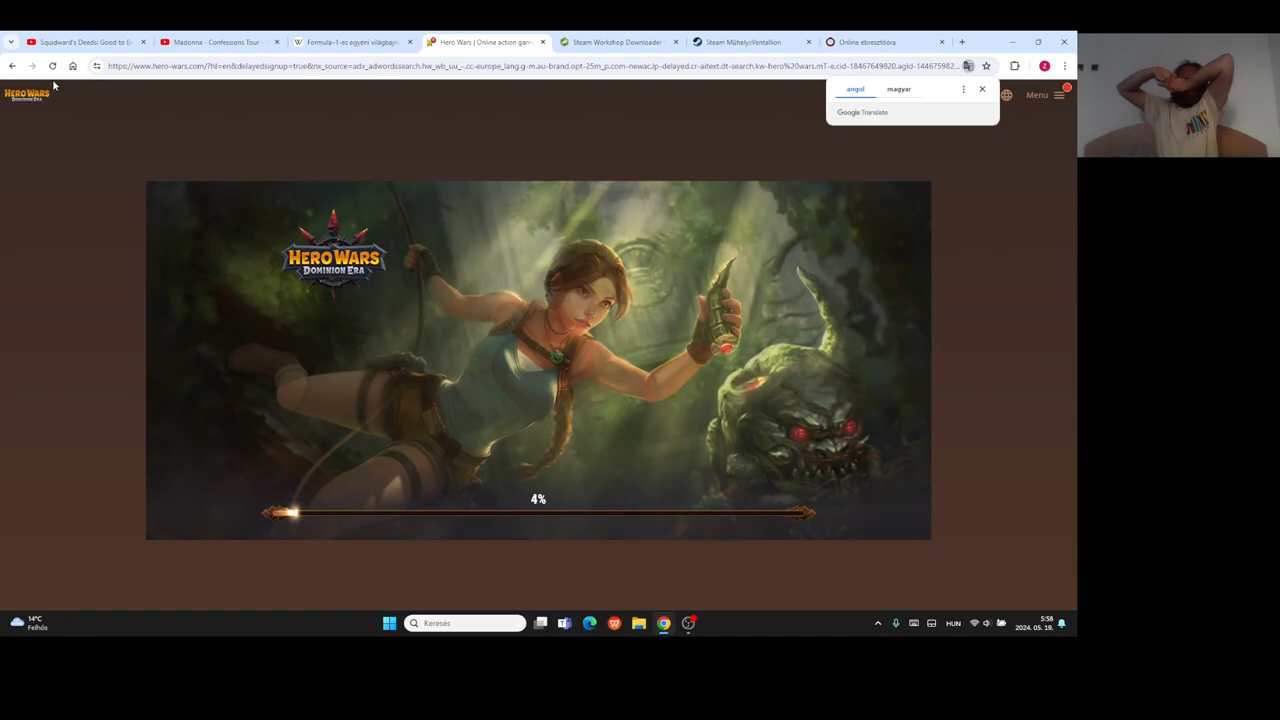 Squidward's Deeds: Good to E
Madonna - Confessions Tour -
Formula–1-es egyéni világbajn
Hero Wars | Online action gam
Steam Workshop Downloader
Steam Műhely::Ventallion
Online ébresztőóra
https://www.hero-wars.com/?hl=en&delayedsignup=true&nx_source=adx_adwordssearch.hw_wb_uu_-.cc-europe_lang.g-m.au-brand.opt-25m_p.com-newac.lp-delayed.cr-aitext.dt-search.kw-hero%20wars.mT-e.cid-18467649820.agId-144675982...
Z
HERO WARS
DOMINION ERA
angol
magyar
Google Translate
Menu
HERO WARS
DOMINION ERA
4%
14°C
Felhős
Keresés
HUN
5:58
2024. 05. 19.